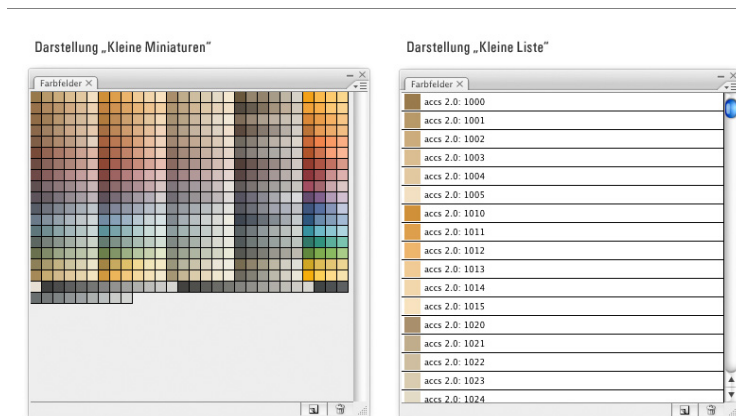 Darstellung „Kleine Miniaturen“
Farbfelder
Darstellung „Kleine Liste“
Farbfelder
accs 2.0: 1000
accs 2.0: 1001
accs 2.0: 1002
accs 2.0: 1003
accs 2.0: 1004
accs 2.0: 1005
accs 2.0: 1010
accs 2.0: 1011
accs 2.0: 1012
accs 2.0: 1013
accs 2.0: 1014
accs 2.0: 1015
accs 2.0: 1020
accs 2.0: 1021
accs 2.0: 1022
accs 2.0: 1023
accs 2.0: 1024